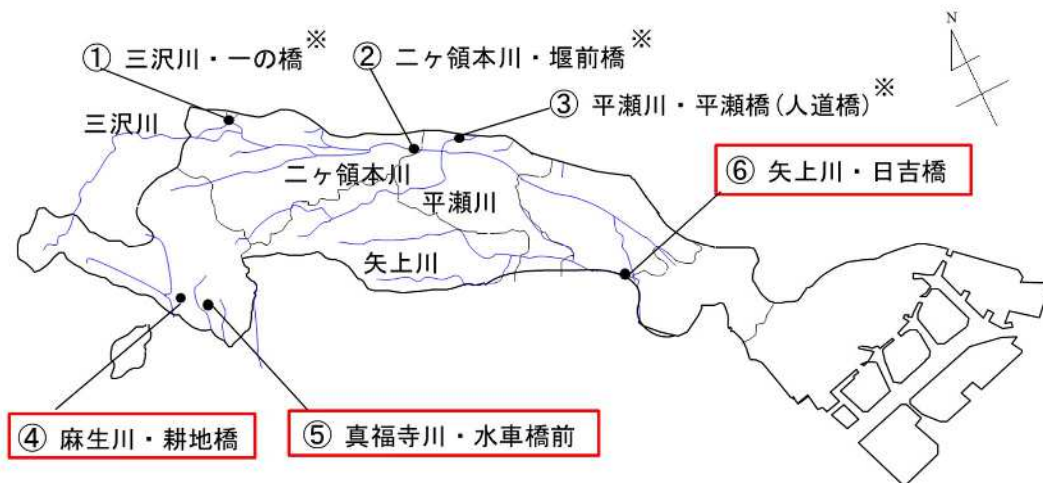 ① 三沢川・一の橋※
② 二ヶ領本川・堰前橋※
N
③ 平瀬川・平瀬橋(人道橋)※
三沢川
⑥ 矢上川・日吉橋
二ヶ領本川
平瀬川
矢上川
④ 麻生川・耕地橋
⑤ 真福寺川・水車橋前